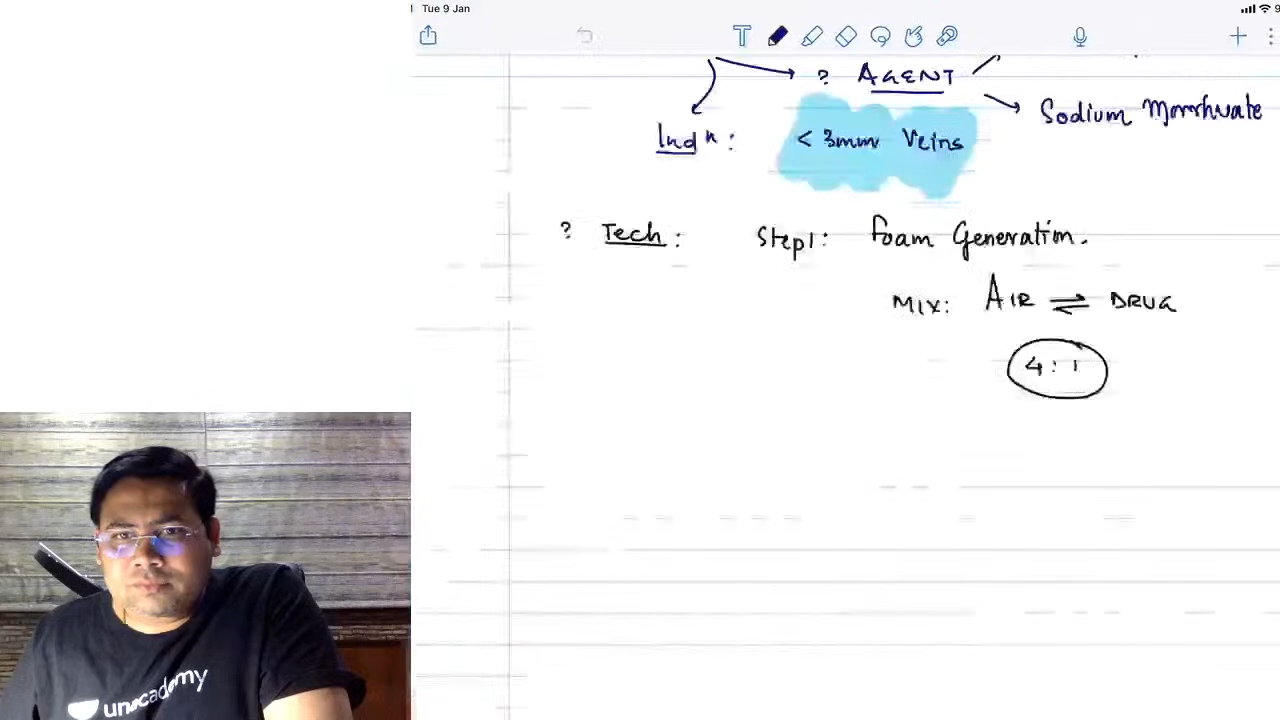 Tue 9 Jan
? AGENT
Sodium Morrhuate
Indn: < 3mm Veins
? Tech: Step1: Foam Generation.
MIX: AIR ⇌ DRUG
4:1
unacademy